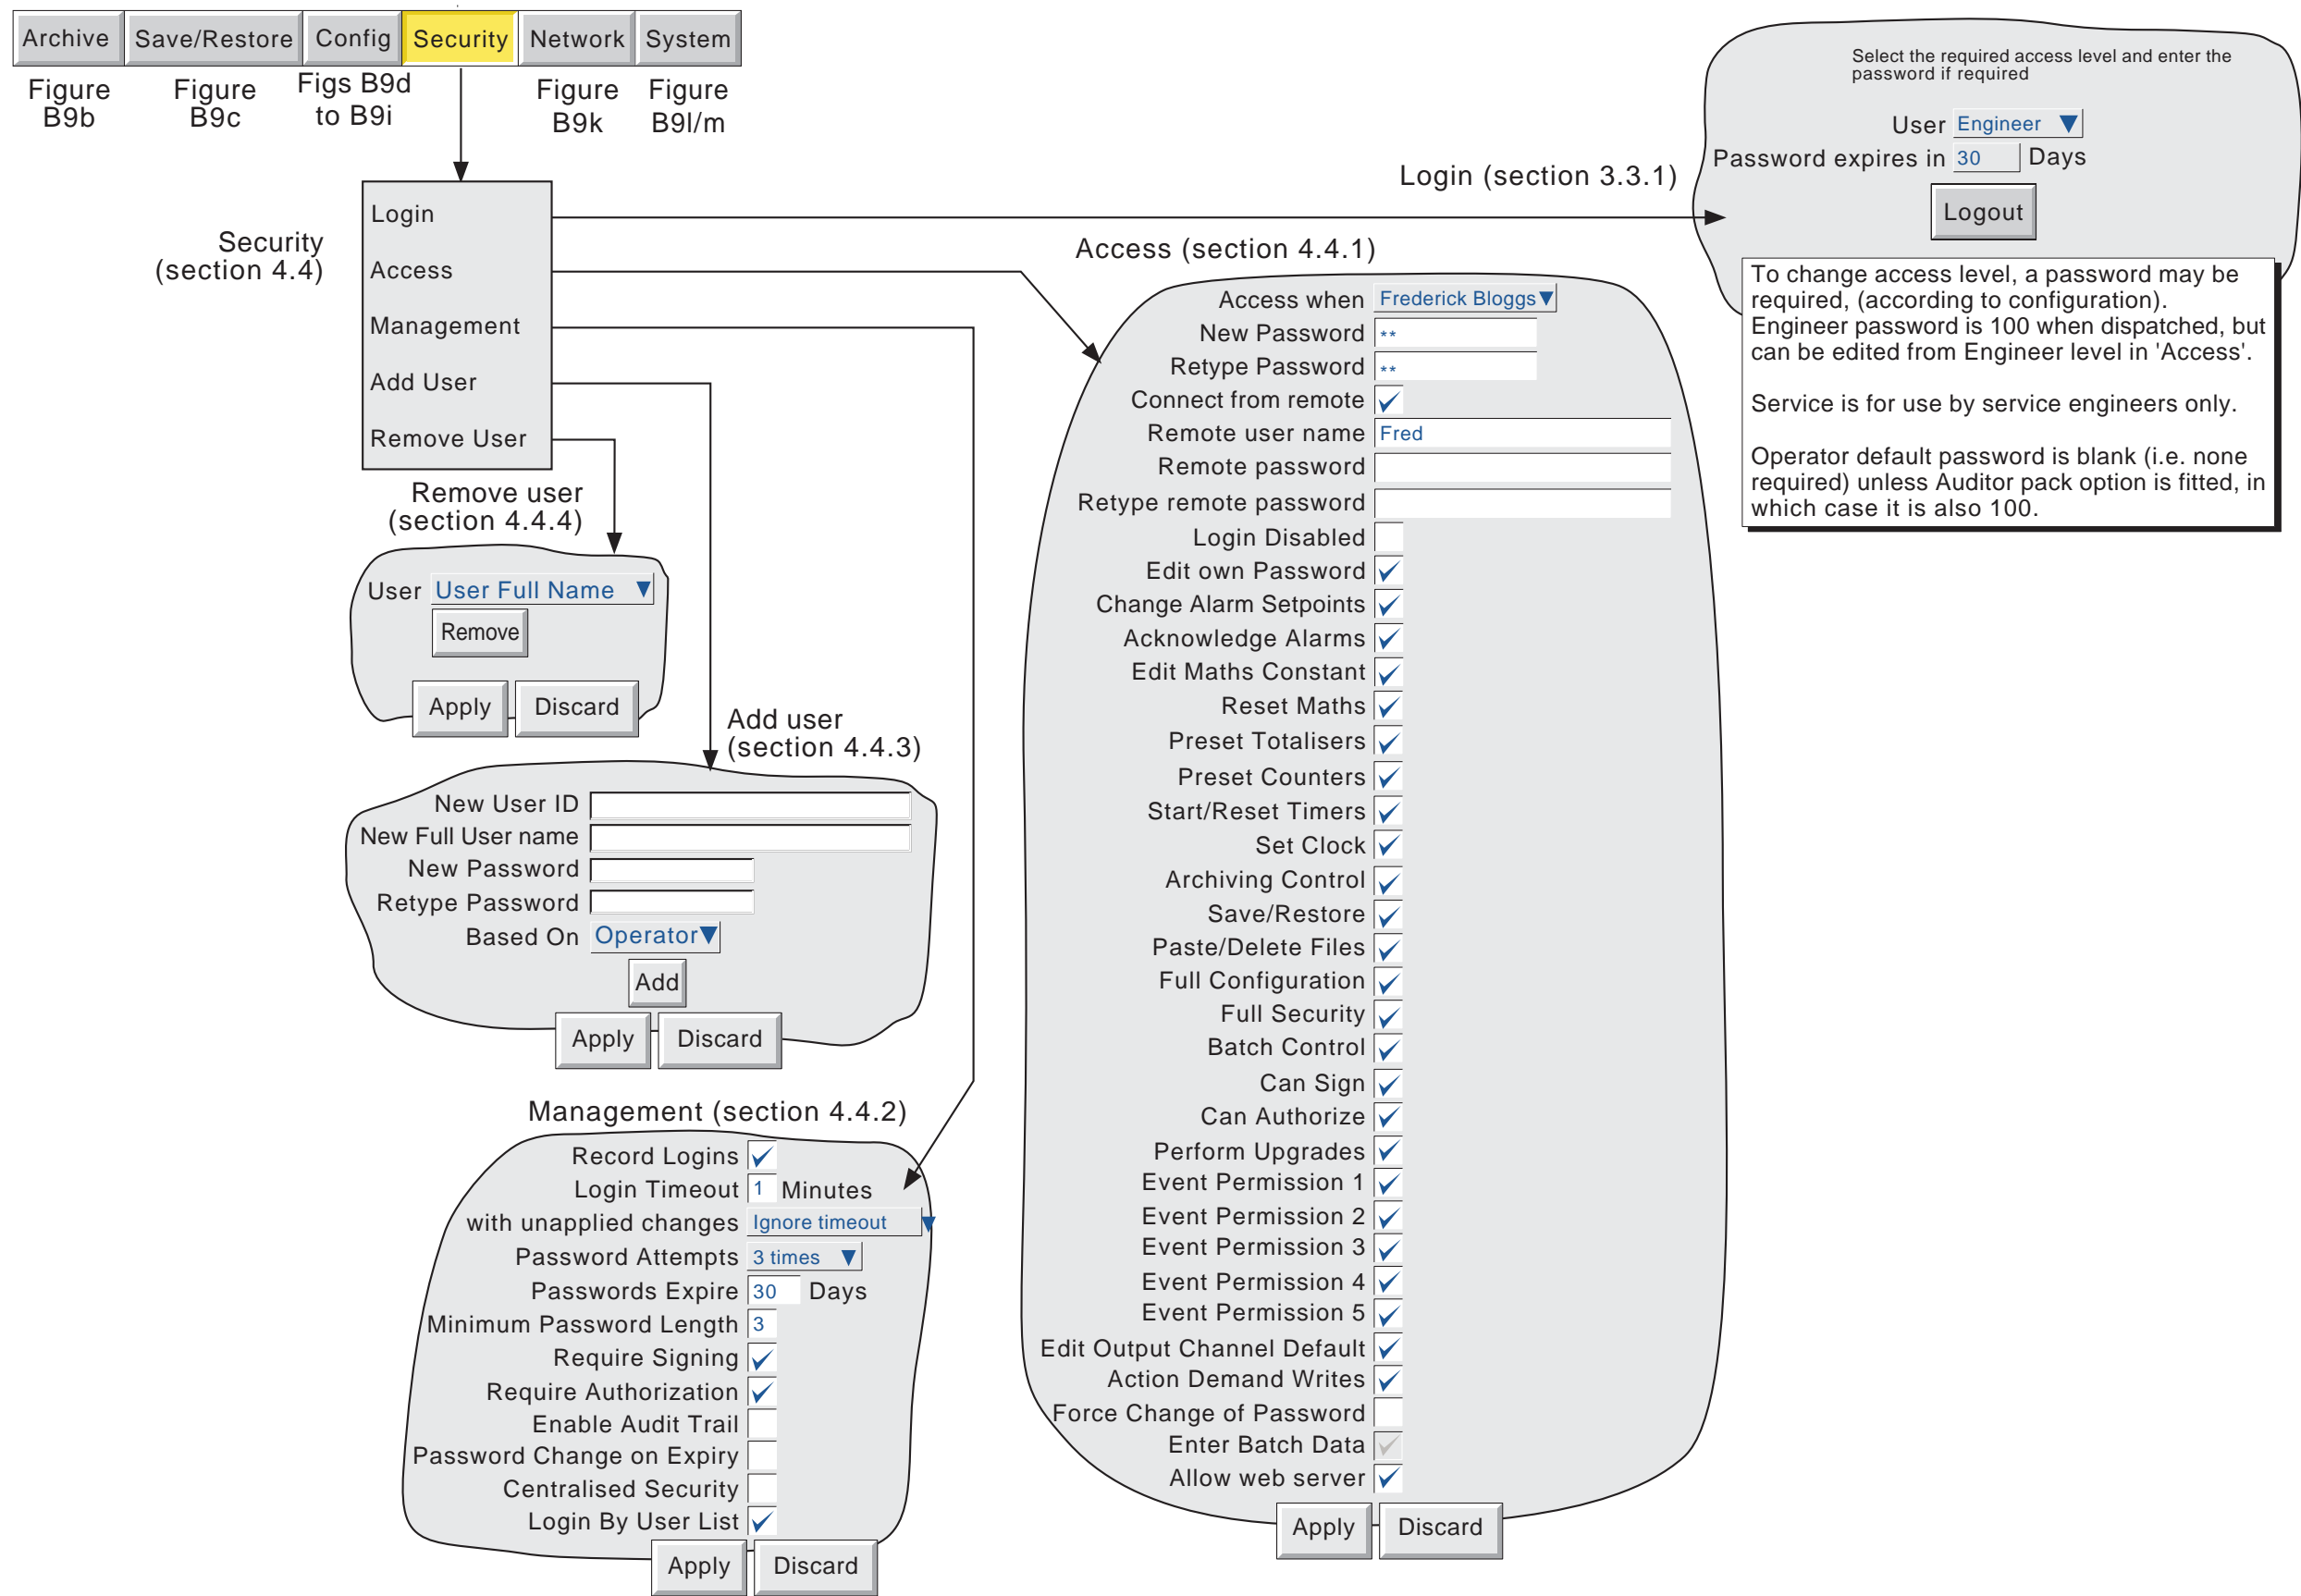 Archive
Save/Restore
Config
Security
Network
System
Figure
B9b
Figure
B9c
Figs B9d
to B9i
Figure
B9k
Figure
B9l/m
Security
(section 4.4)
Login
Access
Management
Add User
Remove User
Login (section 3.3.1)
Select the required access level and enter the
password if required
User Engineer
Password expires in 30 Days
Logout
To change access level, a password may be
required, (according to configuration).
Engineer password is 100 when dispatched, but
can be edited from Engineer level in 'Access'.
Service is for use by service engineers only.
Operator default password is blank (i.e. none
required) unless Auditor pack option is fitted, in
which case it is also 100.
Remove user
(section 4.4.4)
User User Full Name
Remove
Apply
Discard
Add user
(section 4.4.3)
New User ID
New Full User name
New Password
Retype Password
Based On Operator
Add
Apply
Discard
Management (section 4.4.2)
Record Logins
Login Timeout 1 Minutes
with unapplied changes Ignore timeout
Password Attempts 3 times
Passwords Expire 30 Days
Minimum Password Length 3
Require Signing
Require Authorization
Enable Audit Trail
Password Change on Expiry
Centralised Security
Login By User List
Apply
Discard
Access (section 4.4.1)
Access when Frederick Bloggs
New Password **
Retype Password **
Connect from remote
Remote user name Fred
Remote password
Retype remote password
Login Disabled
Edit own Password
Change Alarm Setpoints
Acknowledge Alarms
Edit Maths Constant
Reset Maths
Preset Totalisers
Preset Counters
Start/Reset Timers
Set Clock
Archiving Control
Save/Restore
Paste/Delete Files
Full Configuration
Full Security
Batch Control
Can Sign
Can Authorize
Perform Upgrades
Event Permission 1
Event Permission 2
Event Permission 3
Event Permission 4
Event Permission 5
Edit Output Channel Default
Action Demand Writes
Force Change of Password
Enter Batch Data
Allow web server
Apply
Discard